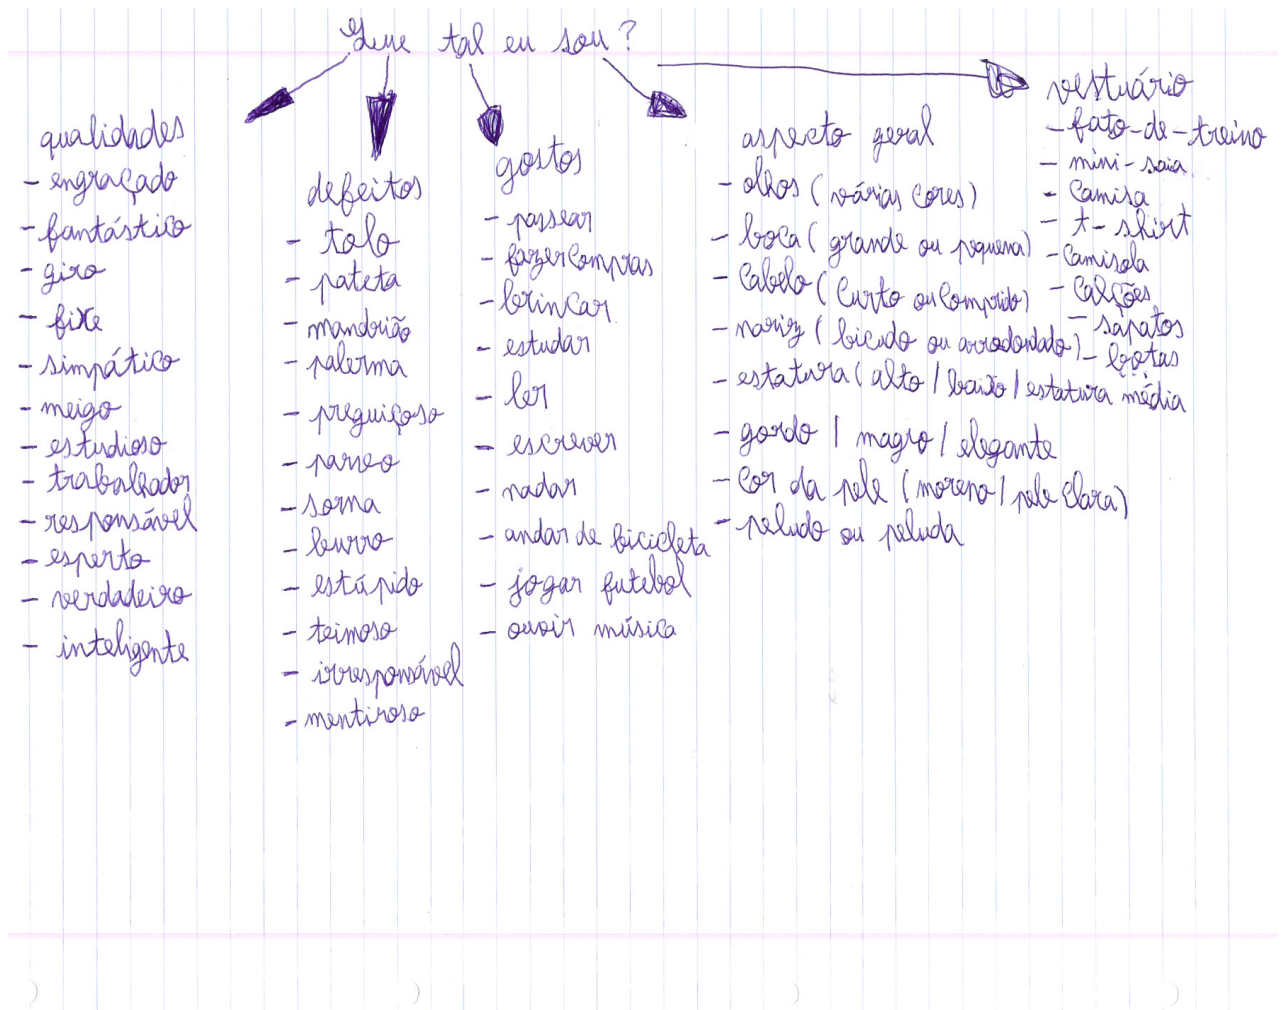 Que tal eu sou?
qualidades
- engraçado
- fantástico
- giro
- fixe
- simpático
- meigo
- estudioso
- trabalhador
- responsável
- esperto
- verdadeiro
- inteligente
defeitos
- tolo
- pateta
- mandrião
- palerma
- preguiçoso
- parvo
- sorna
- burro
- estúpido
- teimoso
- irresponsável
- mentiroso
gostos
- passear
- fazer compras
- brincar
- estudar
- ler
- escrever
- nadar
- andar de bicicleta
- jogar futebol
- ouvir música
aspecto geral
- olhos (várias cores)
- boca (grande ou pequena)
- Cabelo (Curto ou Comprido)
- nariz (bicudo ou arredondado)
- estatura (alto / baixo / estatura média
- gordo / magro / elegante
- Cor da pele (moreno / pele Clara)
- peludo ou peluda
vestuário
- fato-de-treino
- mini-saia
- Camisa
- t-shirt
- Camisola
- Calções
- sapatos
- botas